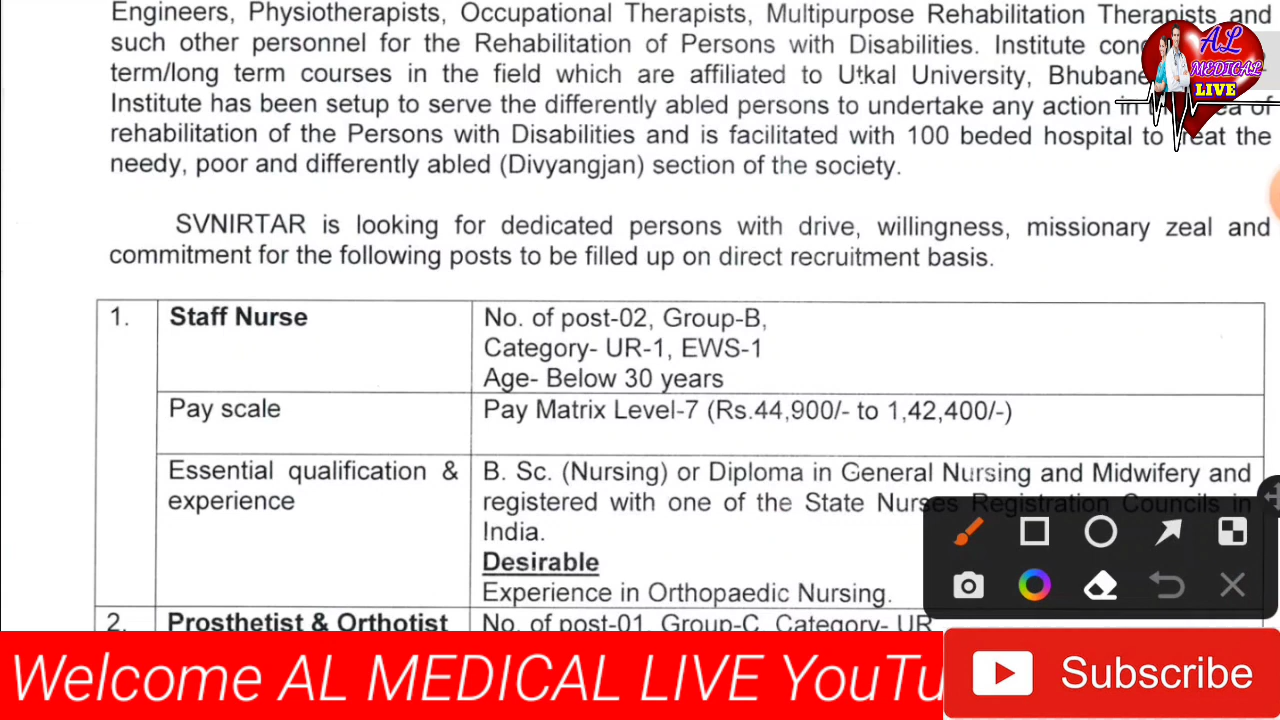 Engineers, Physiotherapists, Occupational Therapists, Multipurpose Rehabilitation Therapists and
such other personnel for the Rehabilitation of Persons with Disabilities. Institute
term/long term courses in the field which are affiliated to Utkal University,
Institute has been setup to serve the differently abled persons to undertake any action in of
rehabilitation of the Persons with Disabilities and is facilitated with 100 beded hospital to treat the
needy, poor and differently abled (Divyangjan) section of the society.
AL
MEDICAL
LIVE
SVNIRTAR is looking for dedicated persons with drive, willingness, missionary zeal and
commitment for the following posts to be filled up on direct recruitment basis.
1. Staff Nurse No. of post-02, Group-B,
Category- UR-1, EWS-1
Age- Below 30 years
Pay scale Pay Matrix Level-7 (Rs.44,900/- to 1,42,400/-)
Essential qualification & B. Sc. (Nursing) or Diploma in General Nursing and Midwifery and
experience registered with one of the State Nurses Registration Councils in
India.
Desirable
Experience in Orthopaedic Nursing.
2. Prosthetist & Orthotist No. of post-01, Group-C, Category- UR
Welcome AL MEDICAL LIVE YouTu
Subscribe